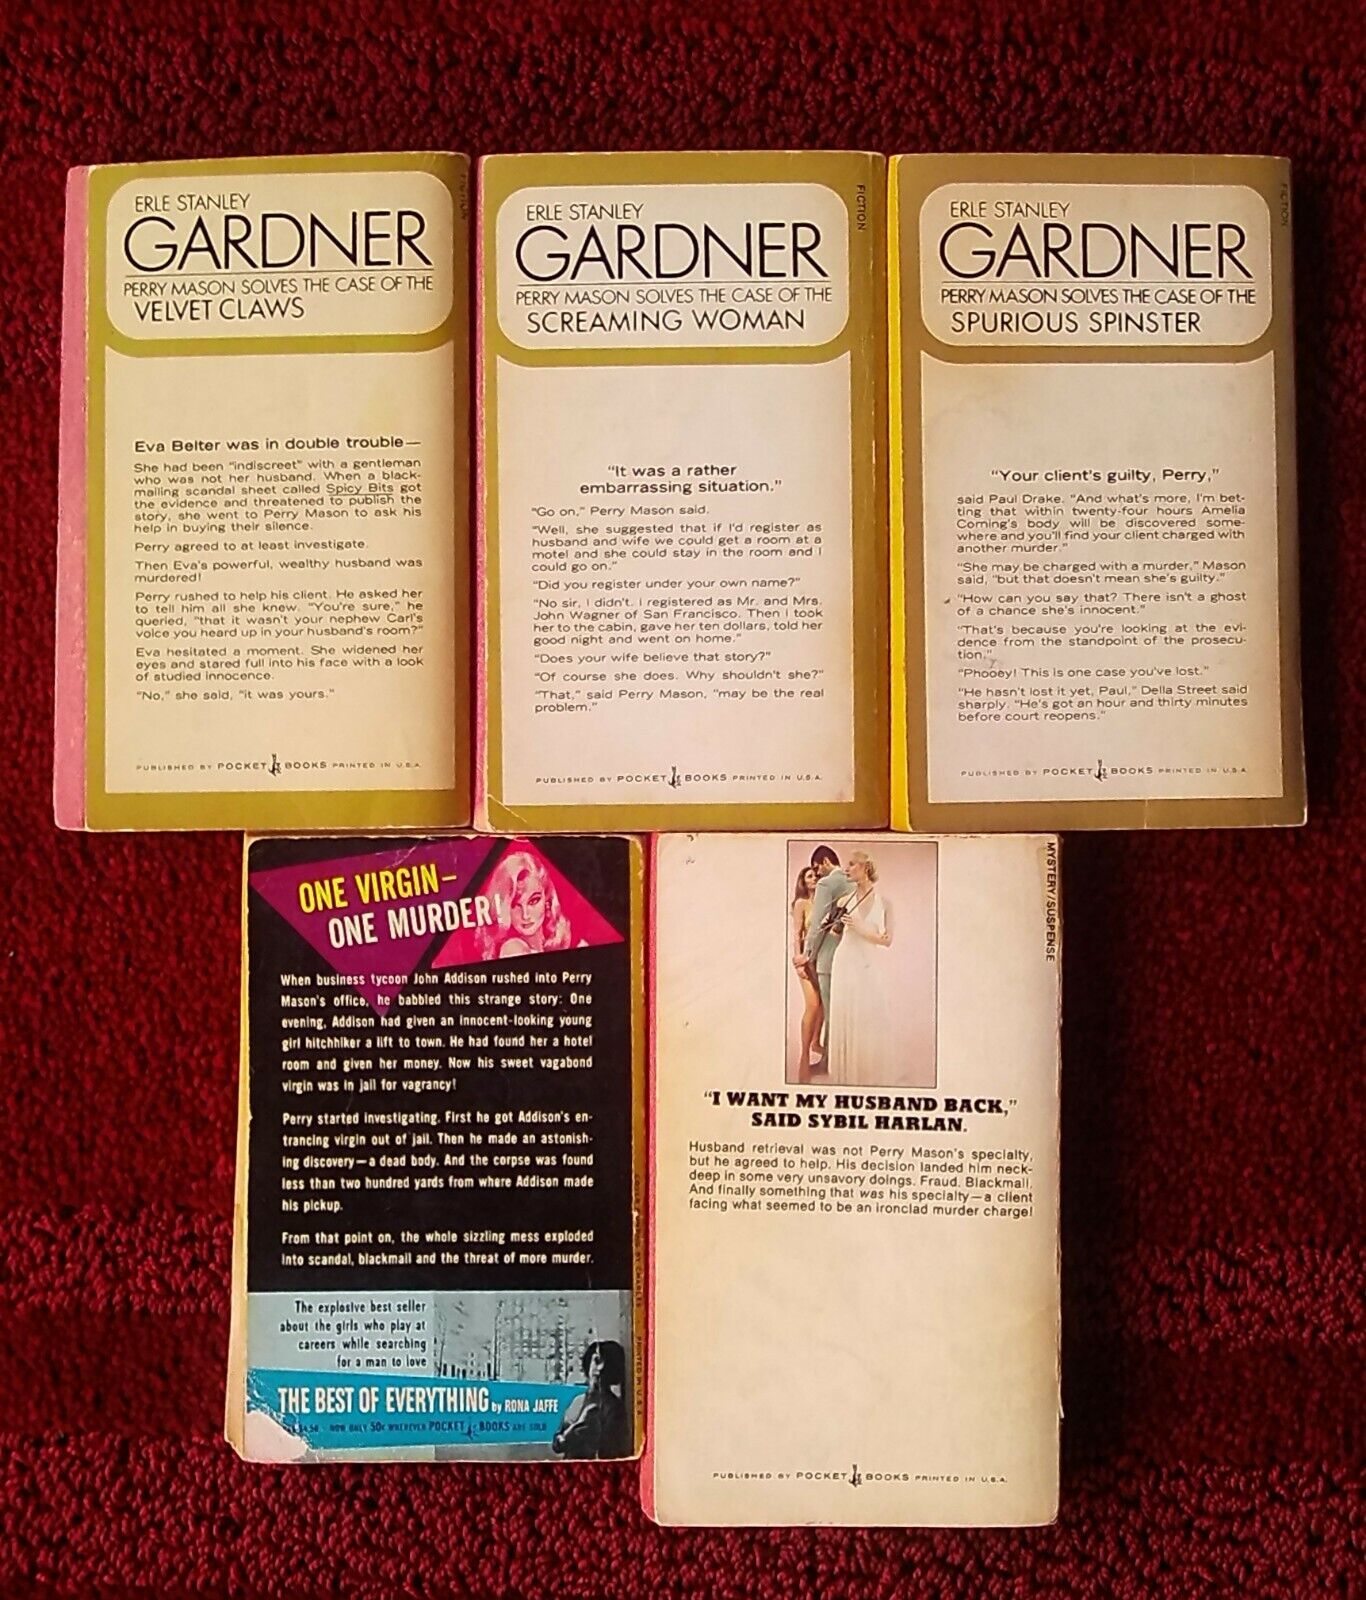 ERLE STANLEY
GARDNER
PERRY MASON SOLVES THE CASE OF THE
VELVET CLAWS
FICTION
Eva Belter was in double trouble—
She had been "indiscreet" with a gentleman
who was not her husband. When a black-
mailing scandal sheet called Spicy Bits got
the evidence and threatened to publish the
story, she went to Perry Mason to ask his
help in buying their silence.
Perry agreed to at least investigate.
Then Eva's powerful, wealthy husband was
murdered!
Perry rushed to help his client. He asked her
to tell him all she knew. "You're sure," he
queried, "that it wasn't your nephew Carl's
voice you heard up in your husband's room?"
Eva hesitated a moment. She widened her
eyes and stared full into his face with a look
of studied innocence.
"No," she said, "it was yours."
PUBLISHED BY POCKET BOOKS PRINTED IN U.S.A.
ERLE STANLEY
GARDNER
PERRY MASON SOLVES THE CASE OF THE
SCREAMING WOMAN
FICTION
"It was a rather
embarrassing situation."
"Go on," Perry Mason said.
"Well, she suggested that if I'd register as
husband and wife we could get a room at a
motel and she could stay in the room and I
could go on."
"Did you register under your own name?"
"No sir, I didn't. I registered as Mr. and Mrs.
John Wagner of San Francisco. Then I took
her to the cabin, gave her ten dollars, told her
good night and went on home."
"Does your wife believe that story?"
"Of course she does. Why shouldn't she?"
"That," said Perry Mason, "may be the real
problem."
PUBLISHED BY POCKET BOOKS PRINTED IN U.S.A.
ERLE STANLEY
GARDNER
PERRY MASON SOLVES THE CASE OF THE
SPURIOUS SPINSTER
FICTION
"Your client's guilty, Perry,"
said Paul Drake. "And what's more, I'm bet-
ting that within twenty-four hours Amelia
Corning's body will be discovered some-
where and you'll find your client charged with
another murder."
"She may be charged with a murder," Mason
said, "but that doesn't mean she's guilty."
"How can you say that? There isn't a ghost
of a chance she's innocent."
"That's because you're looking at the evi-
dence from the standpoint of the prosecu-
tion."
"Phooey! This is one case you've lost."
"He hasn't lost it yet, Paul," Della Street said
sharply. "He's got an hour and thirty minutes
before court reopens."
PUBLISHED BY POCKET BOOKS PRINTED IN U.S.A.
ONE VIRGIN—
ONE MURDER!
When business tycoon John Addison rushed into Perry
Mason's office, he babbled this strange story: One
evening, Addison had given an innocent-looking young
girl hitchhiker a lift to town. He had found her a hotel
room and given her money. Now his sweet vagabond
virgin was in jail for vagrancy!
Perry started investigating. First he got Addison's en-
trancing virgin out of jail. Then he made an astonish-
ing discovery—a dead body. And the corpse was found
less than two hundred yards from where Addison made
his pickup.
From that point on, the whole sizzling mess exploded
into scandal, blackmail and the threat of more murder.
The explosive best seller
about the girls who play at
careers while searching
for a man to love
THE BEST OF EVERYTHING by RONA JAFFE
NOW ONLY 50¢ WHEREVER POCKET BOOKS ARE SOLD
PRINTED IN U.S.A.
MYSTERY/SUSPENSE
"I WANT MY HUSBAND BACK,"
SAID SYBIL HARLAN.
Husband retrieval was not Perry Mason's specialty,
but he agreed to help. His decision landed him neck-
deep in some very unsavory doings. Fraud. Blackmail.
And finally something that was his specialty—a client
facing what seemed to be an ironclad murder charge!
PUBLISHED BY POCKET BOOKS PRINTED IN U.S.A.